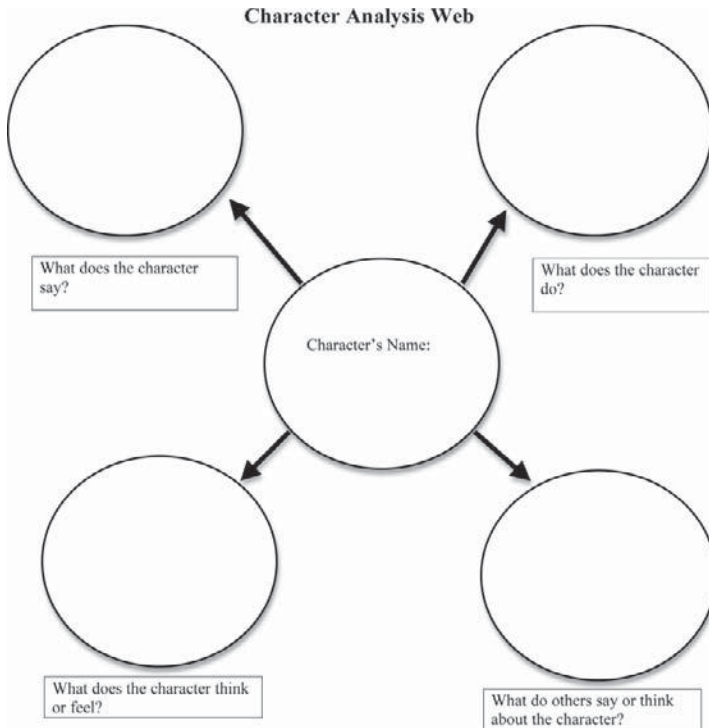 Character Analysis Web
What does the character
say?
What does the character
do?
Character’s Name:
What does the character think
or feel?
What do others say or think
about the character?